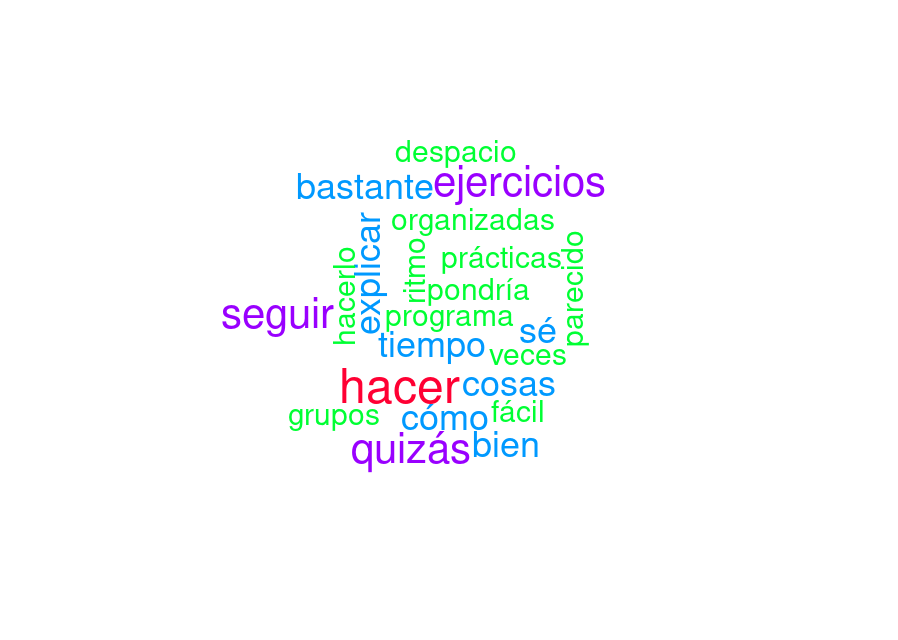 despacio
bastante ejercicios
organizadas
explicar
hacerlo
ritmo
prácticas
parecido
pondría
seguir
programa
sé
tiempo
veces
hacer cosas
grupos
cómo
fácil
quizás
bien